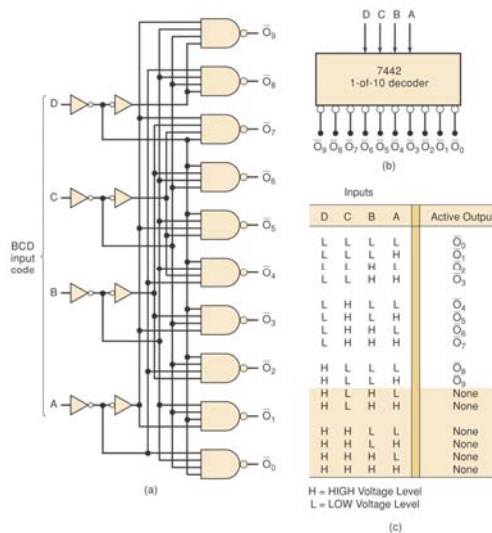 Ō9
Ō8
Ō7
Ō6
Ō5
Ō4
Ō3
Ō2
Ō1
Ō0
D
C
B
A
BCD
input
code
(a)
D C B A
7442
1-of-10 decoder
Ō9 Ō8 Ō7 Ō6 Ō5 Ō4 Ō3 Ō2 Ō1 Ō0
(b)
Inputs
D C B A Active Output
L L L L Ō0
L L L H Ō1
L L H L Ō2
L L H H Ō3
L H L L Ō4
L H L H Ō5
L H H L Ō6
L H H H Ō7
H L L L Ō8
H L L H Ō9
H L H L None
H L H H None
H H L L None
H H L H None
H H H L None
H H H H None
H = HIGH Voltage Level
L = LOW Voltage Level
(c)